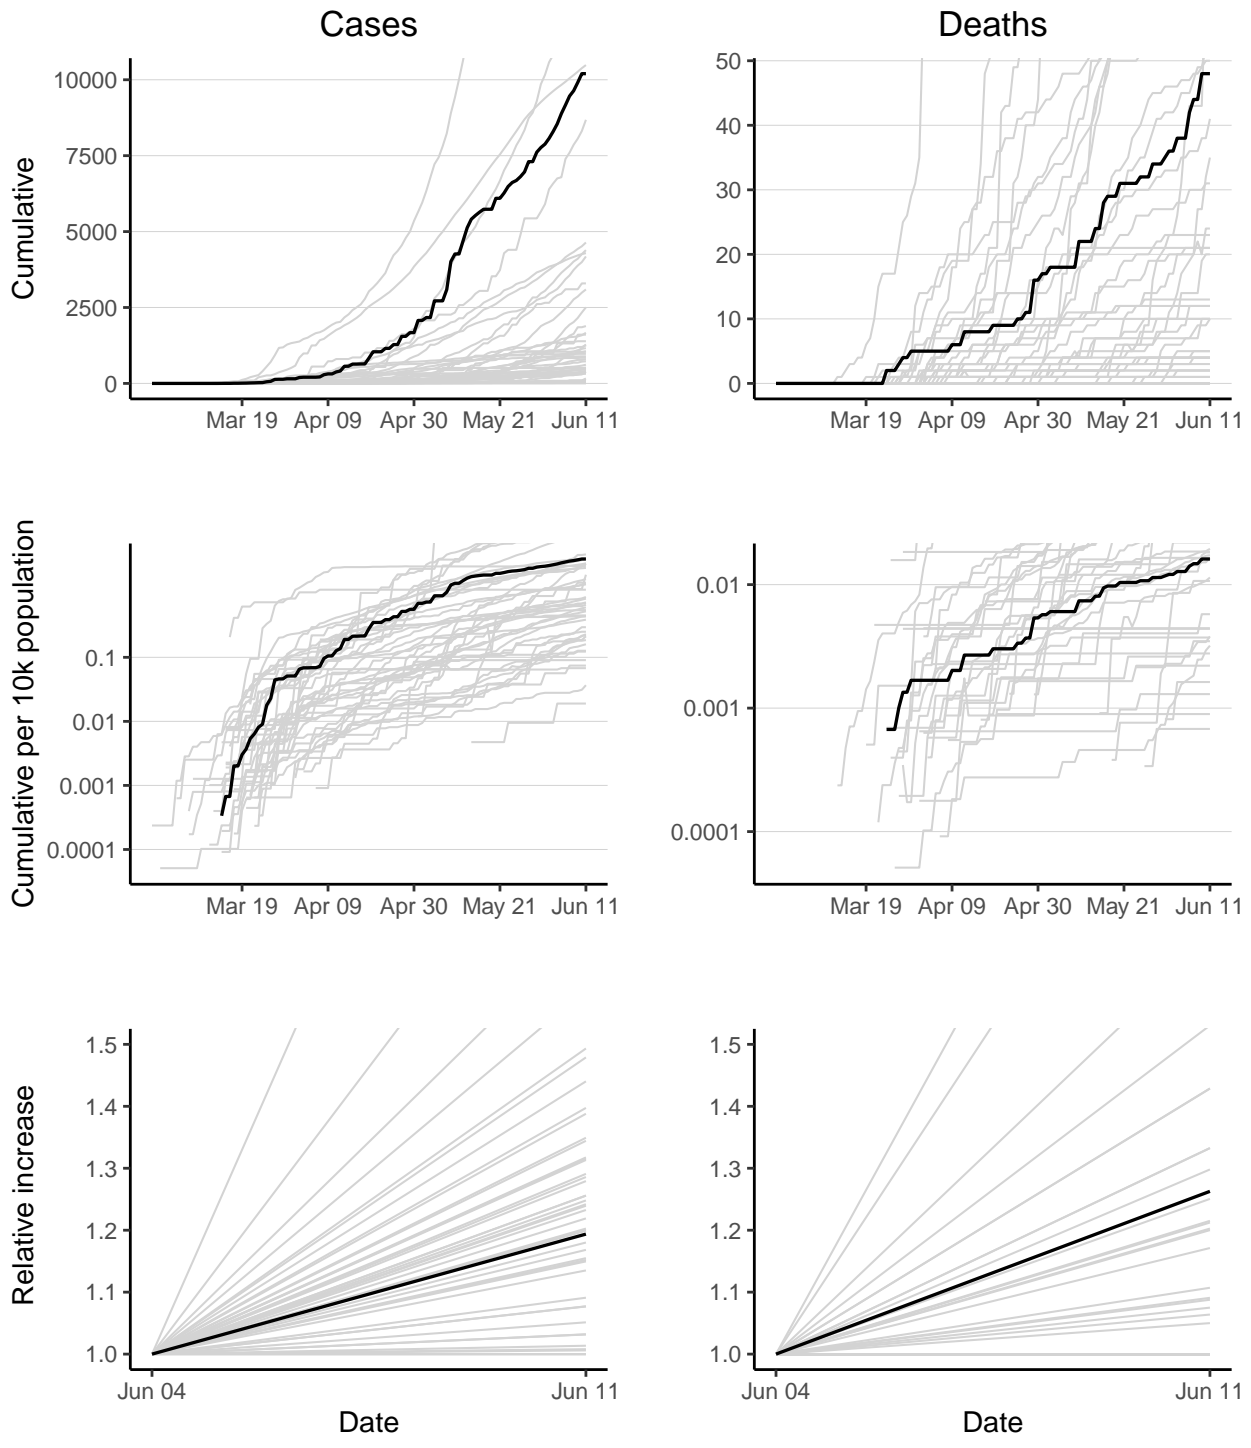 Cases
Deaths
Cumulative
10000
7500
5000
2500
0
Mar 19 Apr 09 Apr 30 May 21 Jun 11
50
40
30
20
10
0
Mar 19 Apr 09 Apr 30 May 21 Jun 11
Cumulative per 10k population
0.1
0.01
0.001
0.0001
Mar 19 Apr 09 Apr 30 May 21 Jun 11
0.01
0.001
0.0001
Mar 19 Apr 09 Apr 30 May 21 Jun 11
Relative increase
1.5
1.4
1.3
1.2
1.1
1.0
Jun 04 Jun 11
Date
1.5
1.4
1.3
1.2
1.1
1.0
Jun 04 Jun 11
Date